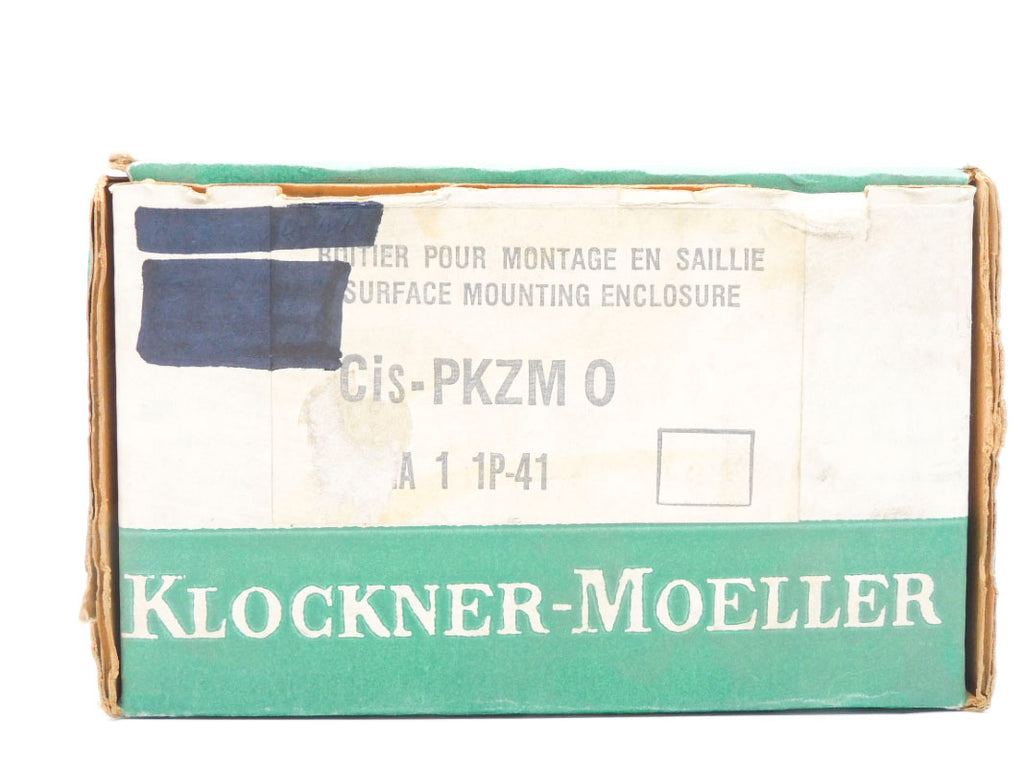 BOITIER POUR MONTAGE EN SAILLIE
SURFACE MOUNTING ENCLOSURE
Cis-PKZM 0
1 1P-41
KLOCKNER-MOELLER